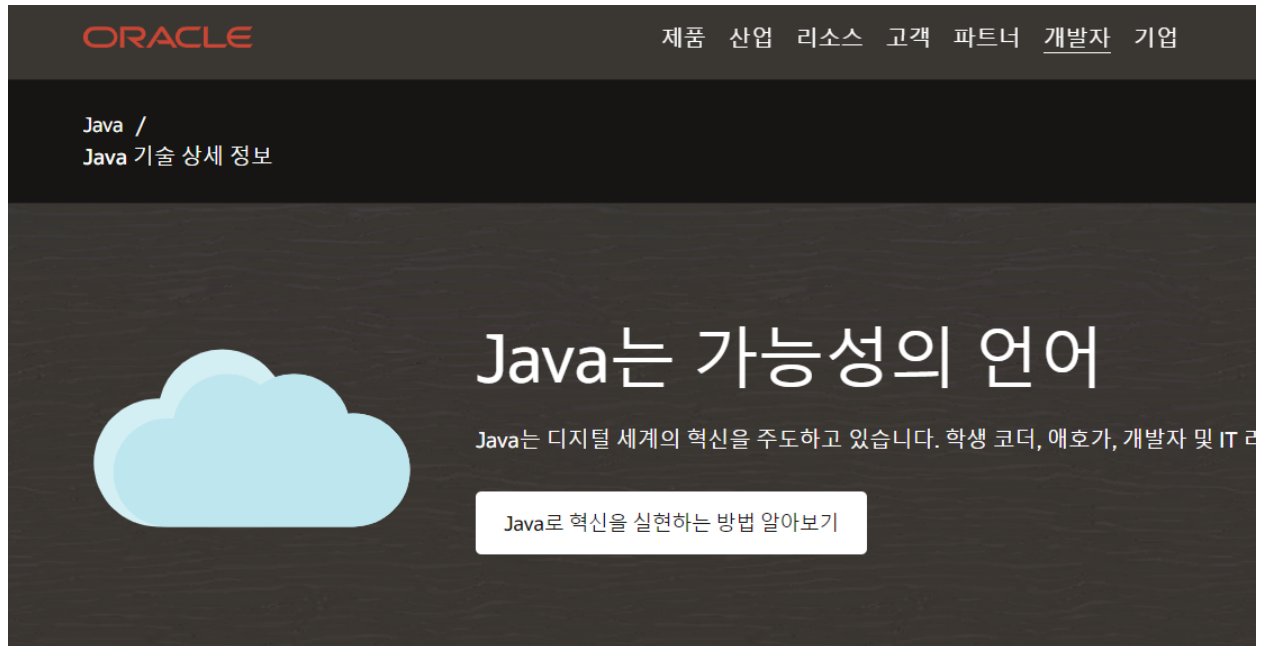 ORACLE
제품 산업 리소스 고객 파트너 개발자 기업
Java /
Java 기술 상세 정보
Java는 가능성의 언어
Java는 디지털 세계의 혁신을 주도하고 있습니다. 학생 코더, 애호가, 개발자 및 IT
Java로 혁신을 실현하는 방법 알아보기